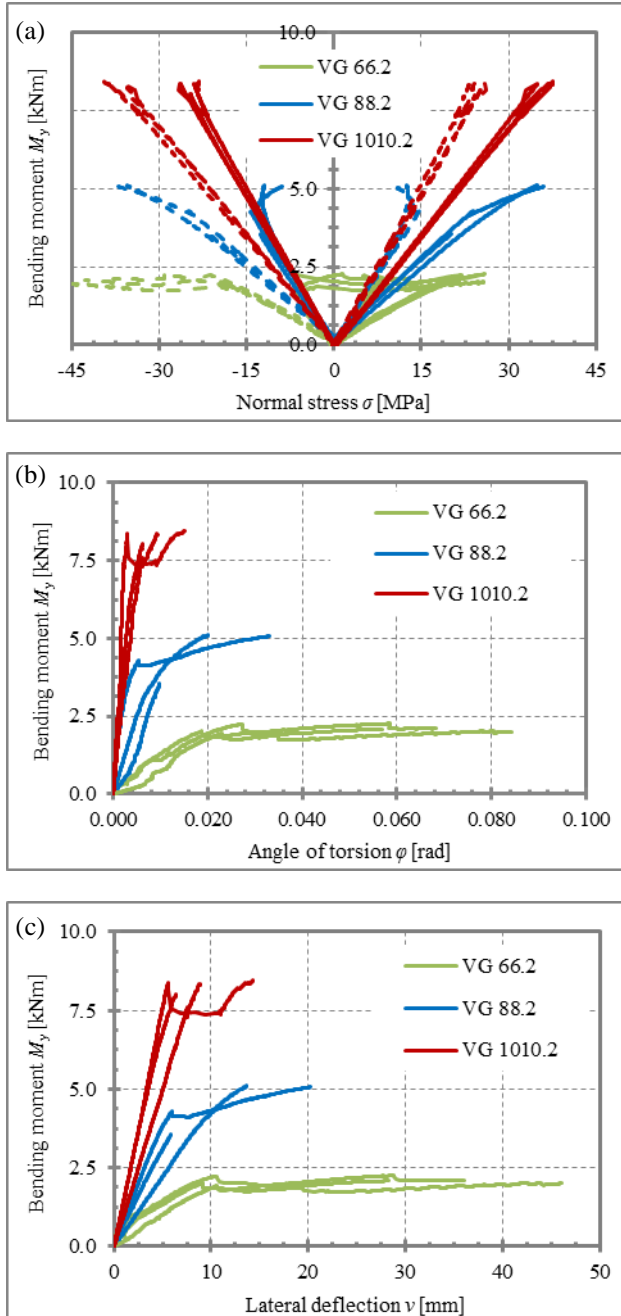 (a)
10.0
7.5
5.0
2.5
0.0
-45 -30 -15 0 15 30 45
Bending moment My [kNm]
Normal stress σ [MPa]
VG 66.2
VG 88.2
VG 1010.2
(b)
10.0
7.5
5.0
2.5
0.0
0.000 0.020 0.040 0.060 0.080 0.100
Bending moment My [kNm]
Angle of torsion φ [rad]
VG 66.2
VG 88.2
VG 1010.2
(c)
10.0
7.5
5.0
2.5
0.0
0 10 20 30 40 50
Bending moment My [kNm]
Lateral deflection v [mm]
VG 66.2
VG 88.2
VG 1010.2